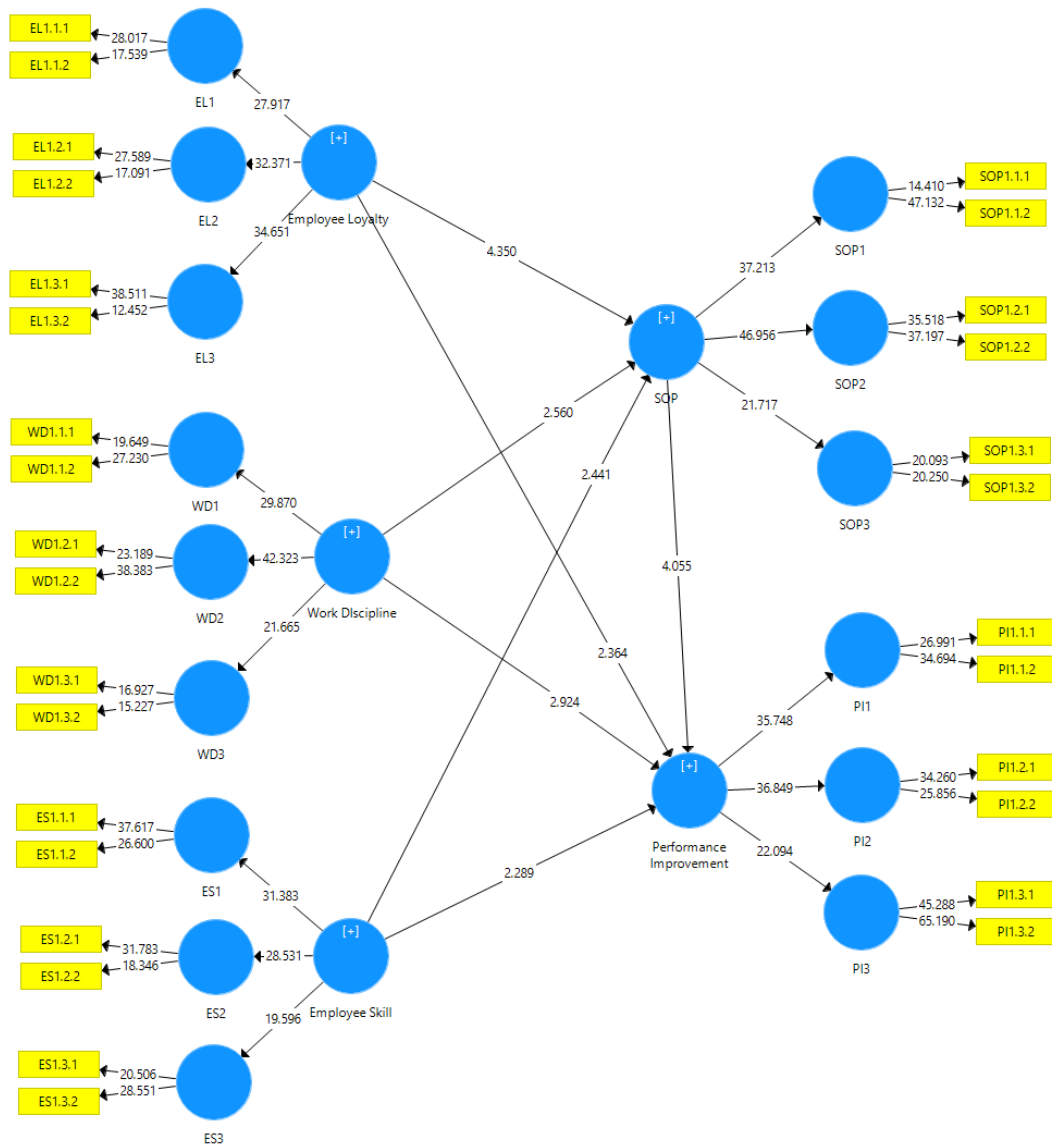 EL1.1.1
28.017
EL1.1.2
17.539
EL1
27.917
[+]
Employee Loyalty
EL1.2.1
27.589
EL1.2.2
17.091
32.371
EL2
34.651
EL1.3.1
38.511
EL1.3.2
12.452
EL3
4.350
2.364
WD1.1.1
19.649
WD1.1.2
27.230
WD1
29.870
[+]
Work DIscipline
WD1.2.1
23.189
WD1.2.2
38.383
42.323
WD2
21.665
WD1.3.1
16.927
WD1.3.2
15.227
WD3
2.560
2.924
ES1.1.1
37.617
ES1.1.2
26.600
ES1
31.383
[+]
Employee Skill
ES1.2.1
31.783
ES1.2.2
18.346
28.531
ES2
19.596
ES1.3.1
20.506
ES1.3.2
28.551
ES3
2.441
2.289
[+]
SOP
4.055
37.213
SOP1
14.410
SOP1.1.1
47.132
SOP1.1.2
46.956
SOP2
35.518
SOP1.2.1
37.197
SOP1.2.2
21.717
SOP3
20.093
SOP1.3.1
20.250
SOP1.3.2
[+]
Performance
Improvement
35.748
PI1
26.991
PI1.1.1
34.694
PI1.1.2
36.849
PI2
34.260
PI1.2.1
25.856
PI1.2.2
22.094
PI3
45.288
PI1.3.1
65.190
PI1.3.2